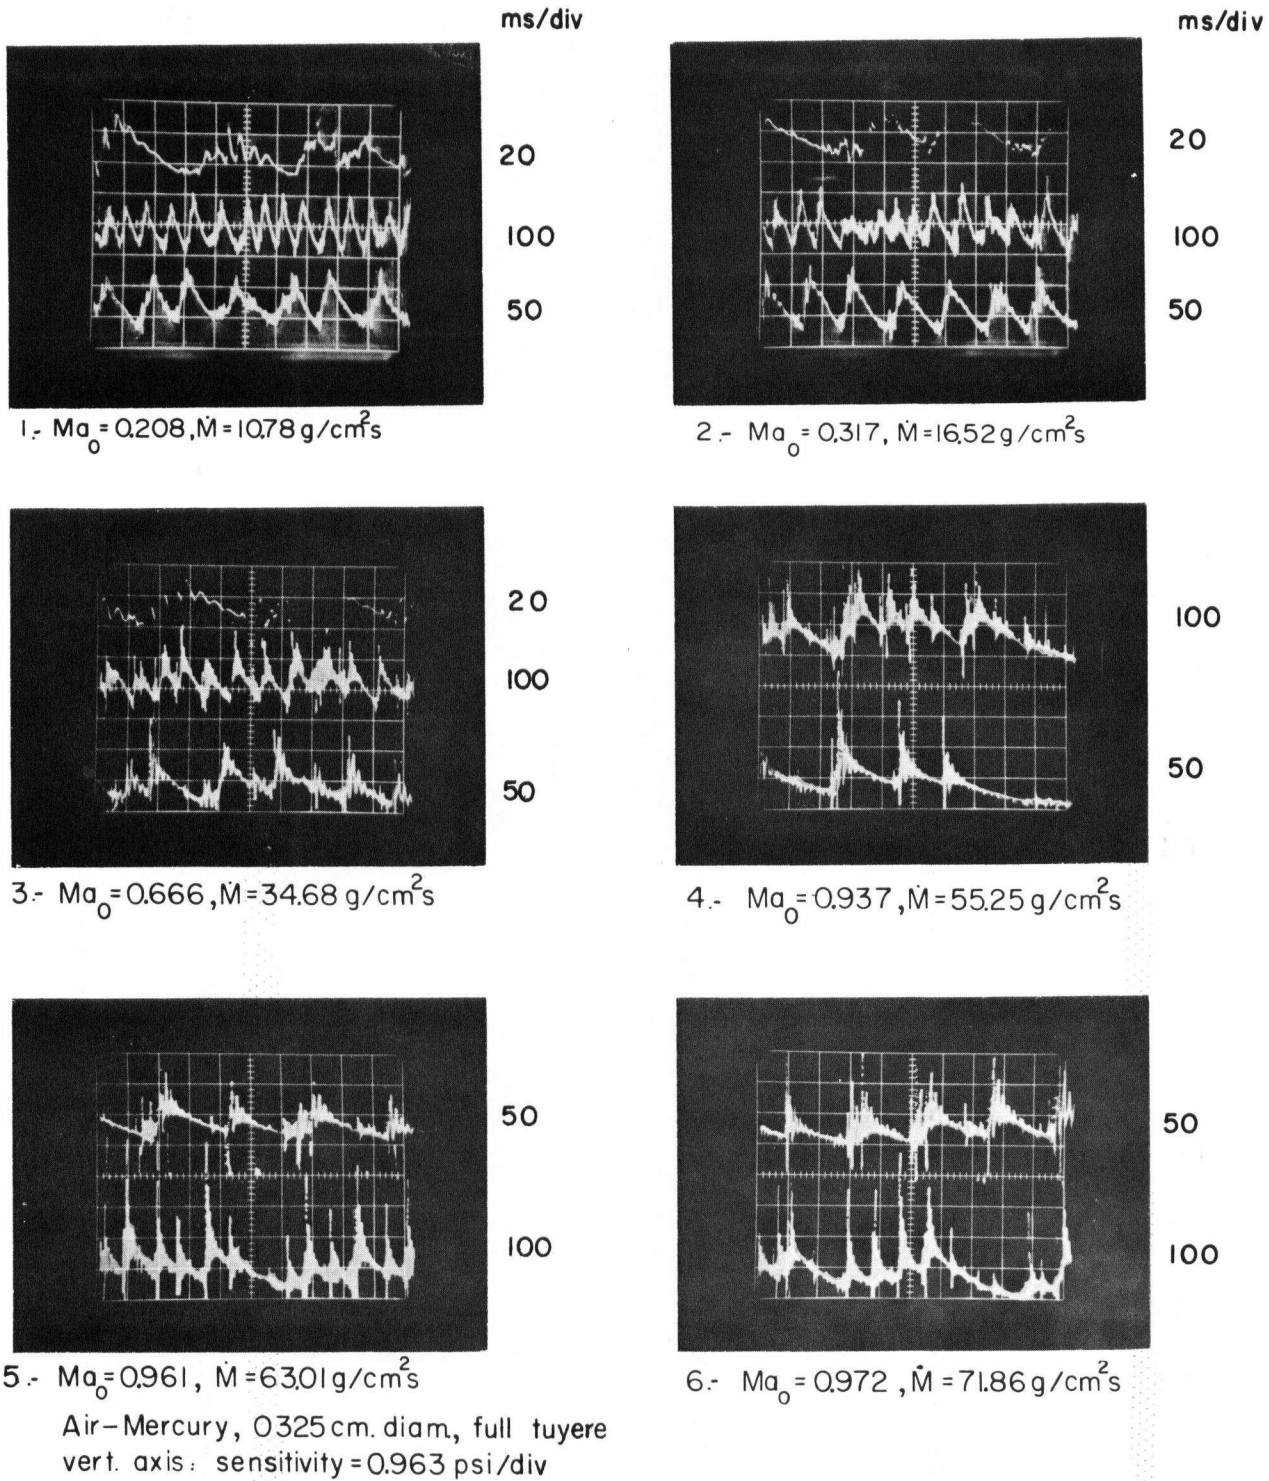 ms/div
ms/div
20
100
50
20
100
50
1.- Ma₀=0.208, Ṁ=10.78 g/cm²s
2.- Ma₀=0.317, Ṁ=16.52 g/cm²s
20
100
50
100
50
3.- Ma₀=0.666, Ṁ=34.68 g/cm²s
4.- Ma₀=0.937, Ṁ=55.25 g/cm²s
50
100
50
100
5.- Ma₀=0.961, Ṁ=63.01 g/cm²s
6.- Ma₀=0.972, Ṁ=71.86 g/cm²s
Air-Mercury, 0.325 cm. diam., full tuyere
vert. axis: sensitivity = 0.963 psi/div